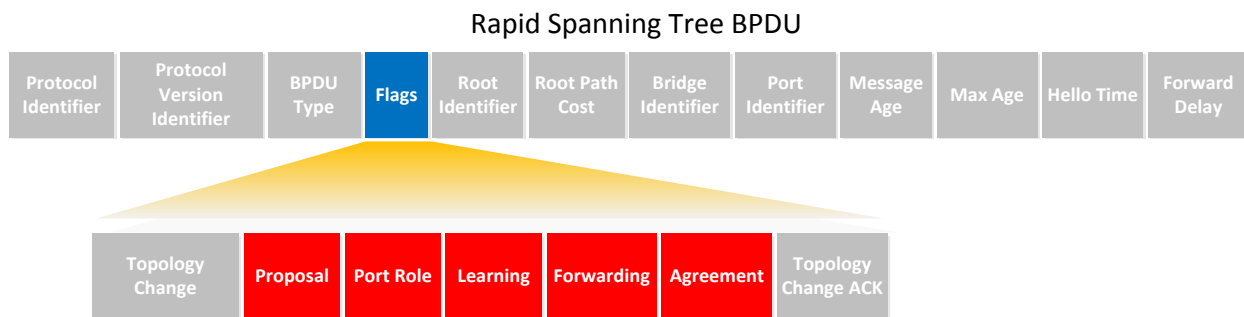 Rapid Spanning Tree BPDU
Protocol
Identifier
Protocol
Version
Identifier
BPDU
Type
Flags
Root
Identifier
Root Path
Cost
Bridge
Identifier
Port
Identifier
Message
Age
Max Age
Hello Time
Forward
Delay
Topology
Change
Proposal
Port Role
Learning
Forwarding
Agreement
Topology
Change ACK